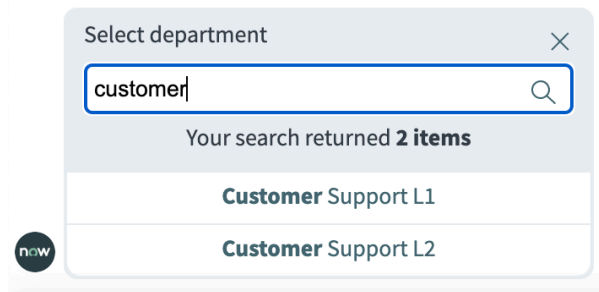 Select department
customer
Your search returned 2 items
Customer Support L1
now
Customer Support L2